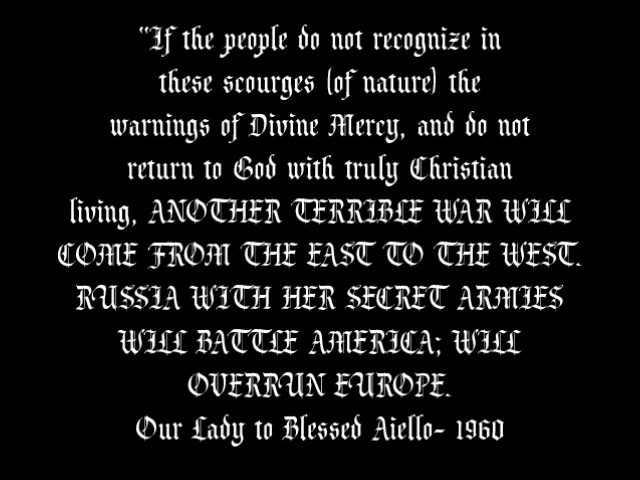 "If the people do not recognize in
these scourges (of nature) the
warnings of Divine Mercy, and do not
return to God with truly Christian
living, ANOTHER TERRIBLE WAR WILL
COME FROM THE EAST TO THE WEST.
RUSSIA WITH HER SECRET ARMIES
WILL BATTLE AMERICA; WILL
OVERRUN EUROPE.
Our Lady to Blessed Aiello- 1960